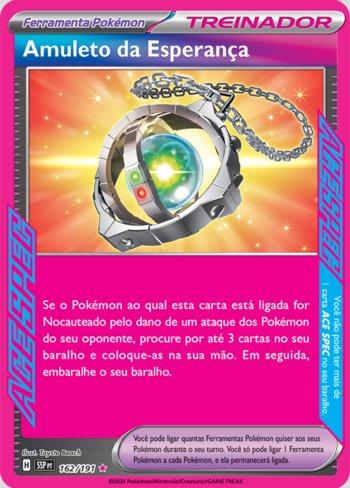 Ferramenta Pokémon
TREINADOR
Amuleto da Esperança
ACE SPEC
ACE SPEC
Você não pode ter mais de
1 carta ACE SPEC no seu baralho.
Se o Pokémon ao qual esta carta está ligada for
Nocauteado pelo dano de um ataque dos Pokémon
do seu oponente, procure por até 3 cartas no seu
baralho e coloque-as na sua mão. Em seguida,
embaralhe o seu baralho.
Ilust. Toyste Beach
H SSP PT 162/191
Você pode ligar quantas Ferramentas Pokémon quiser aos seus
Pokémon durante o seu turno. Você só pode ligar 1 Ferramenta
Pokémon a cada Pokémon, e ela permanecerá ligada.
©2024 Pokémon/Nintendo/Creatures/GAME FREAK